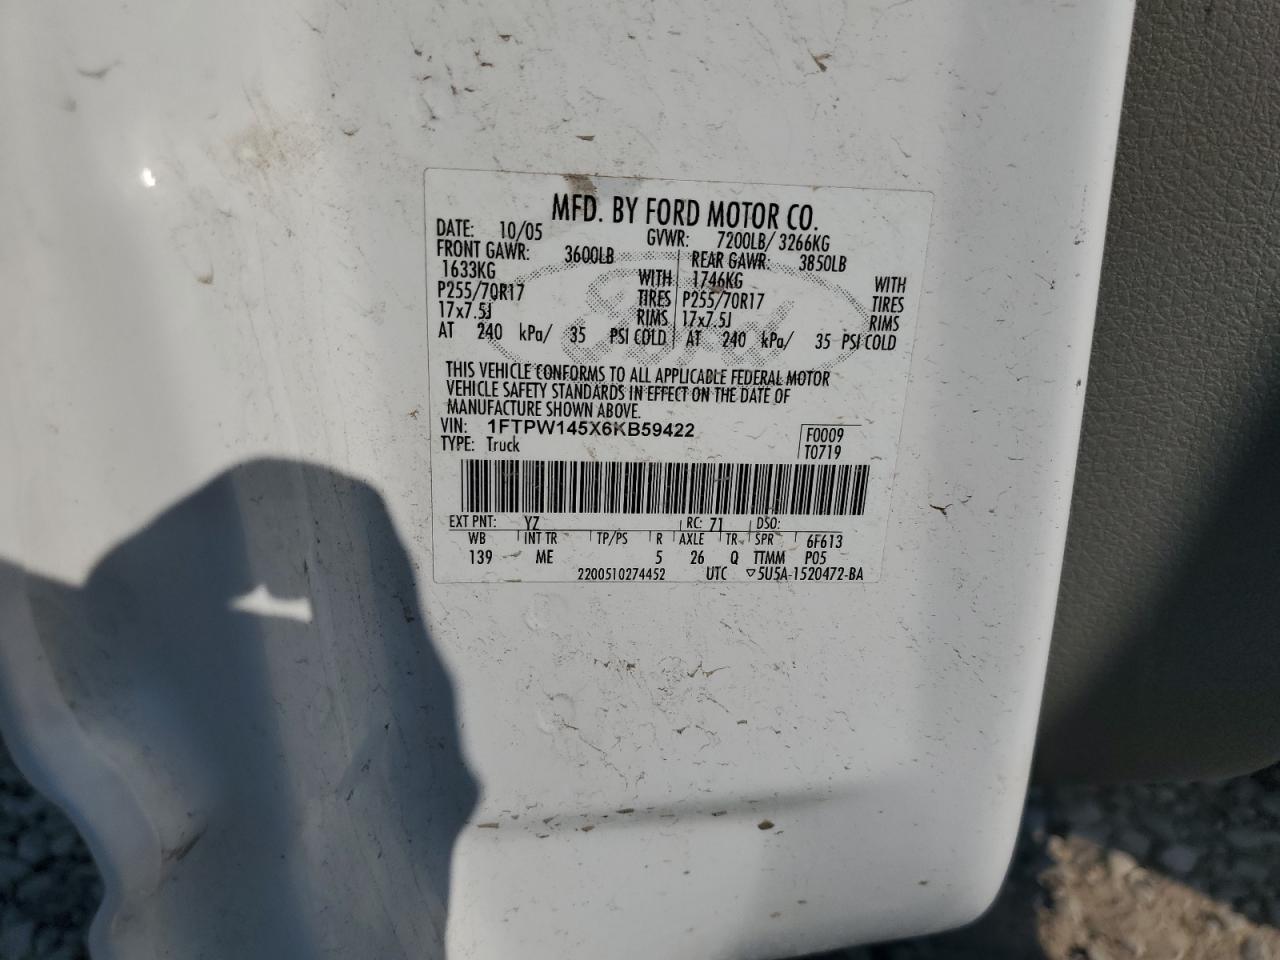 MFD. BY FORD MOTOR CO.
DATE: 10/05 GVWR: 7200LB/ 3266KG
FRONT GAWR: 3600LB REAR GAWR: 3850LB
1633KG WITH 1746KG WITH
P255/70R17 TIRES P255/70R17 TIRES
17x7.5J RIMS 17x7.5J RIMS
AT 240 kPa/ 35 PSI COLD AT 240 kPa/ 35 PSI COLD
Ford
THIS VEHICLE CONFORMS TO ALL APPLICABLE FEDERAL MOTOR
VEHICLE SAFETY STANDARDS IN EFFECT ON THE DATE OF
MANUFACTURE SHOWN ABOVE.
VIN: 1FTPW145X6KB59422 F0009
TYPE: Truck T0719
EXT PNT: YZ RC: 71 DSO:
WB INT TR TP/PS R AXLE TR SPR 6F613
139 ME 5 26 Q TTMM P05
2200510274452 UTC ▽5U5A-1520472-BA